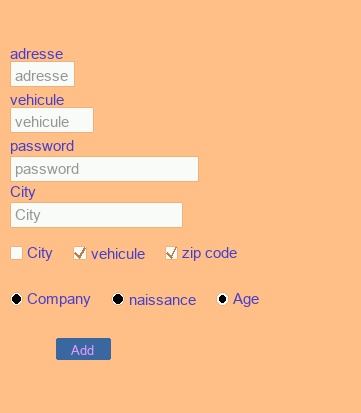 adresse
adresse
vehicule
vehicule
password
password
City
City
City vehicule zip code
Company naissance Age
Add